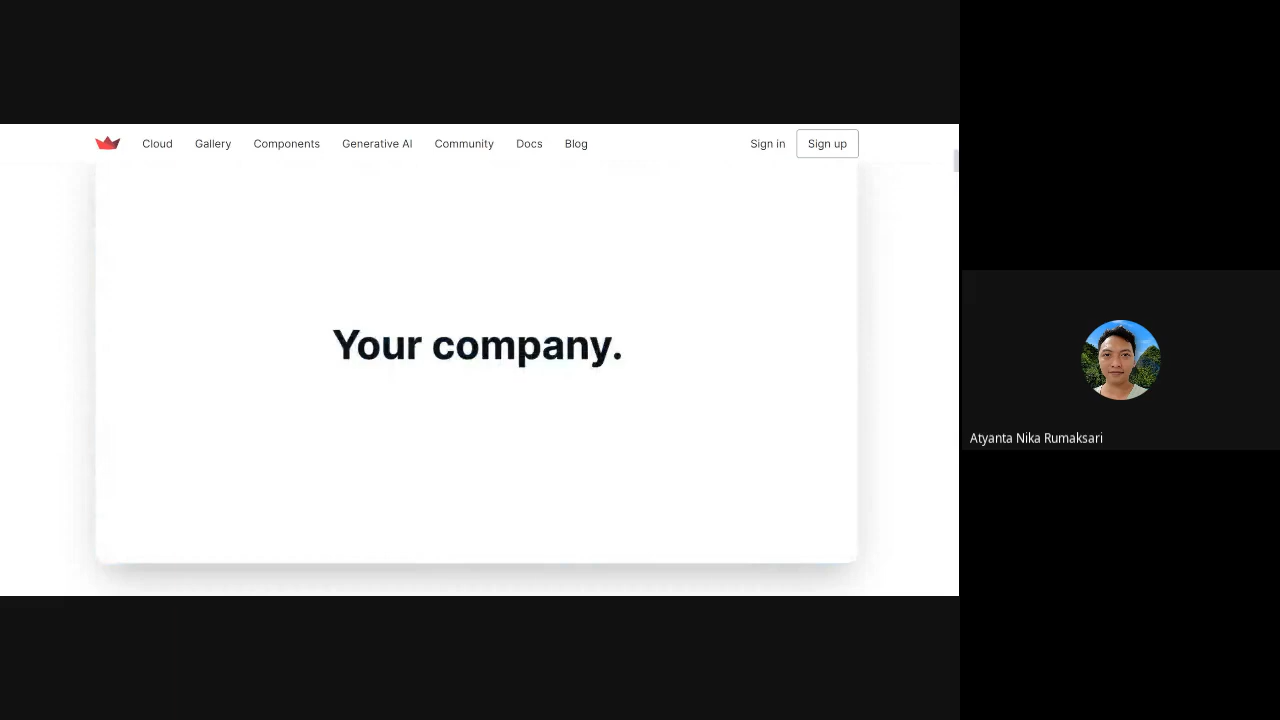 Cloud Gallery Components Generative AI Community Docs Blog Sign in Sign up
Your company.
Atyanta Nika Rumaksari